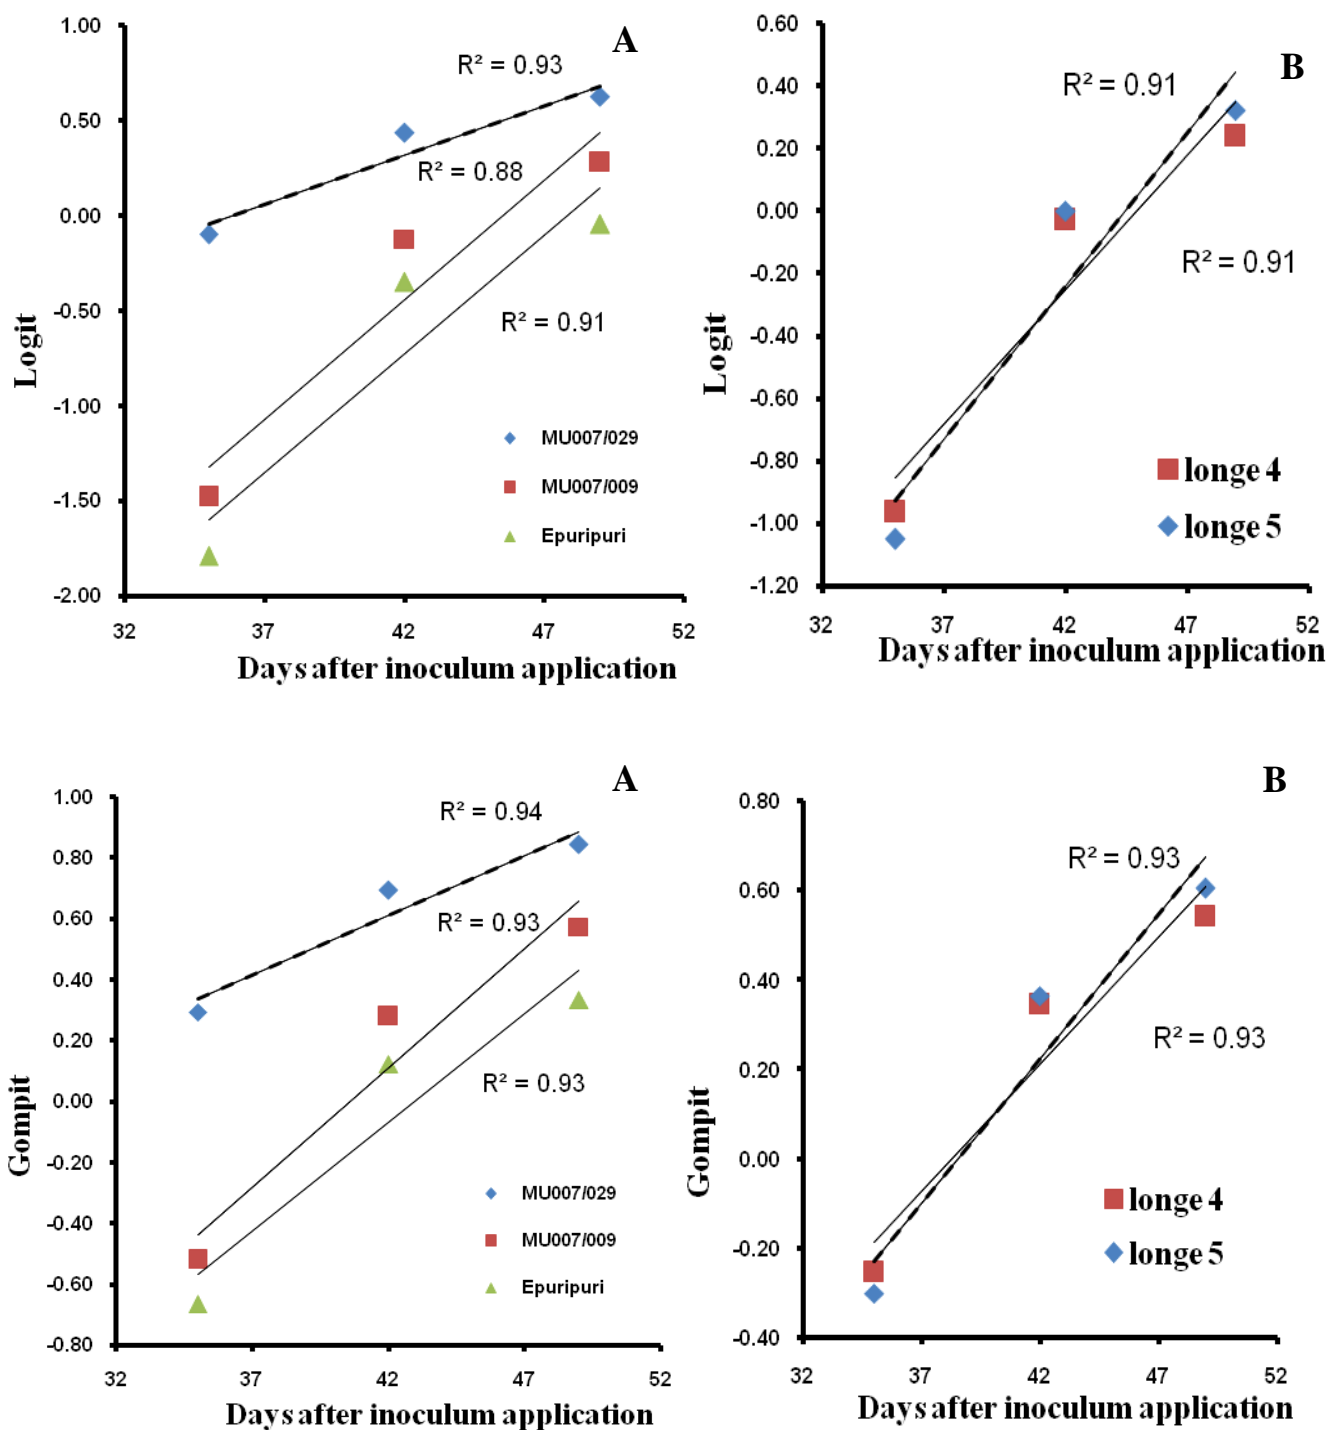 A
1.00
0.50
0.00
-0.50
-1.00
-1.50
-2.00
Logit
R² = 0.93
R² = 0.88
R² = 0.91
MU007/029
MU007/009
Epuripuri
32 37 42 47 52
Days after inoculum application
B
0.60
0.40
0.20
0.00
-0.20
-0.40
-0.60
-0.80
-1.00
-1.20
Logit
R² = 0.91
R² = 0.91
longe 4
longe 5
32 37 42 47 52
Days after inoculum application
A
1.00
0.80
0.60
0.40
0.20
0.00
-0.20
-0.40
-0.60
-0.80
Gompit
R² = 0.94
R² = 0.93
R² = 0.93
MU007/029
MU007/009
Epuripuri
32 37 42 47 52
Days after inoculum application
B
0.80
0.60
0.40
0.20
0.00
-0.20
-0.40
Gompit
R² = 0.93
R² = 0.93
longe 4
longe 5
32 37 42 47 52
Days after inoculum application